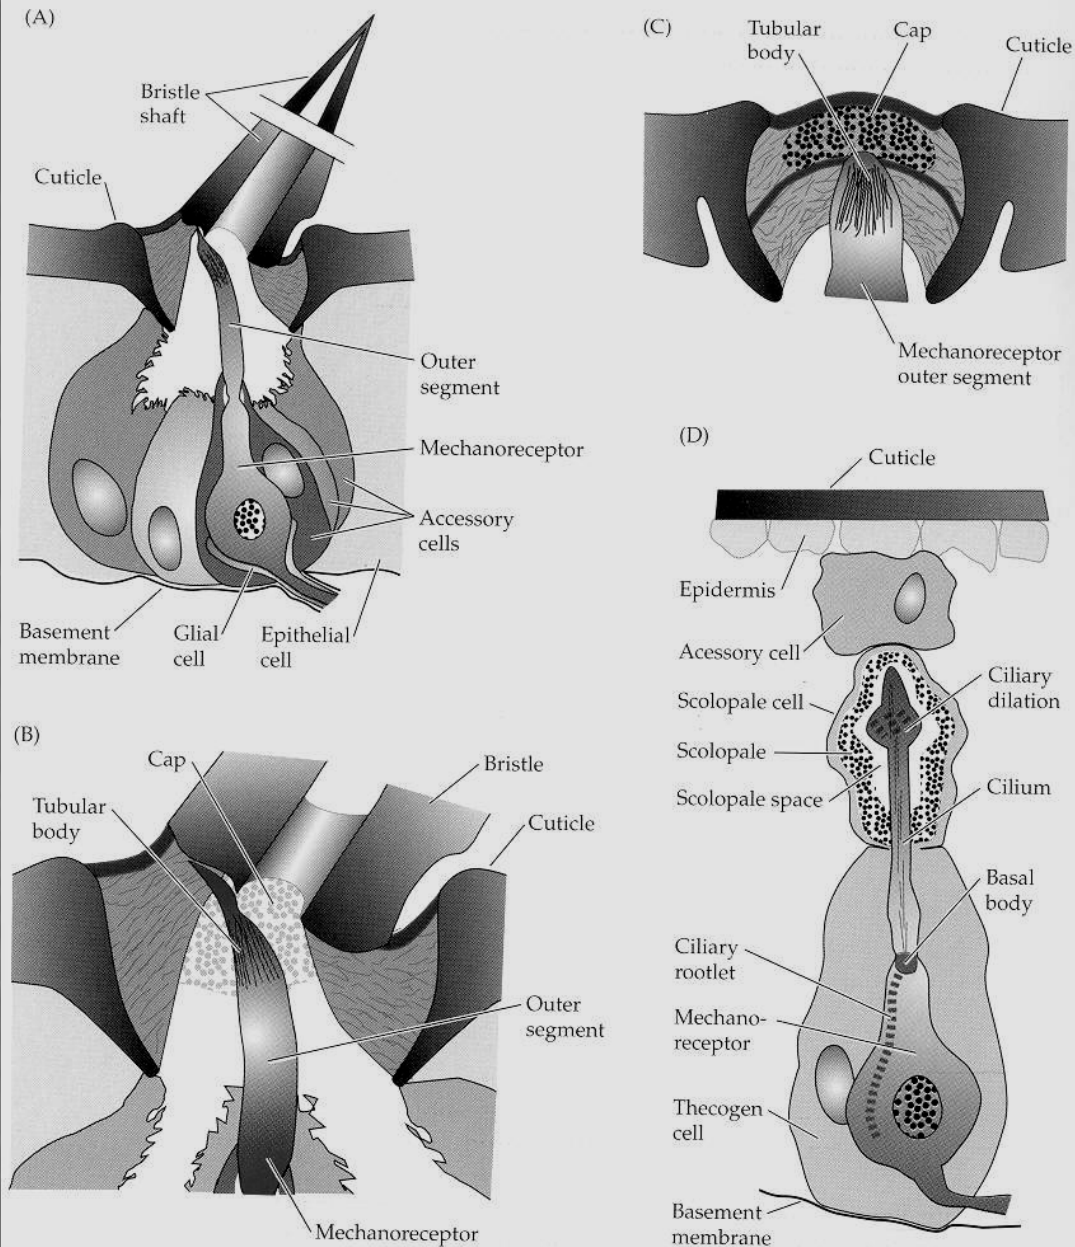 (A)
Bristle
shaft
Cuticle
Outer
segment
Mechanoreceptor
Accessory
cells
Basement
membrane
Glial
cell
Epithelial
cell
(B)
Cap
Bristle
Tubular
body
Cuticle
Outer
segment
Mechanoreceptor
(C)
Tubular
body
Cap
Cuticle
Mechanoreceptor
outer segment
(D)
Cuticle
Epidermis
Acessory cell
Scolopale cell
Ciliary
dilation
Scolopale
Scolopale space
Cilium
Basal
body
Ciliary
rootlet
Mechano-
receptor
Thecogen
cell
Basement
membrane